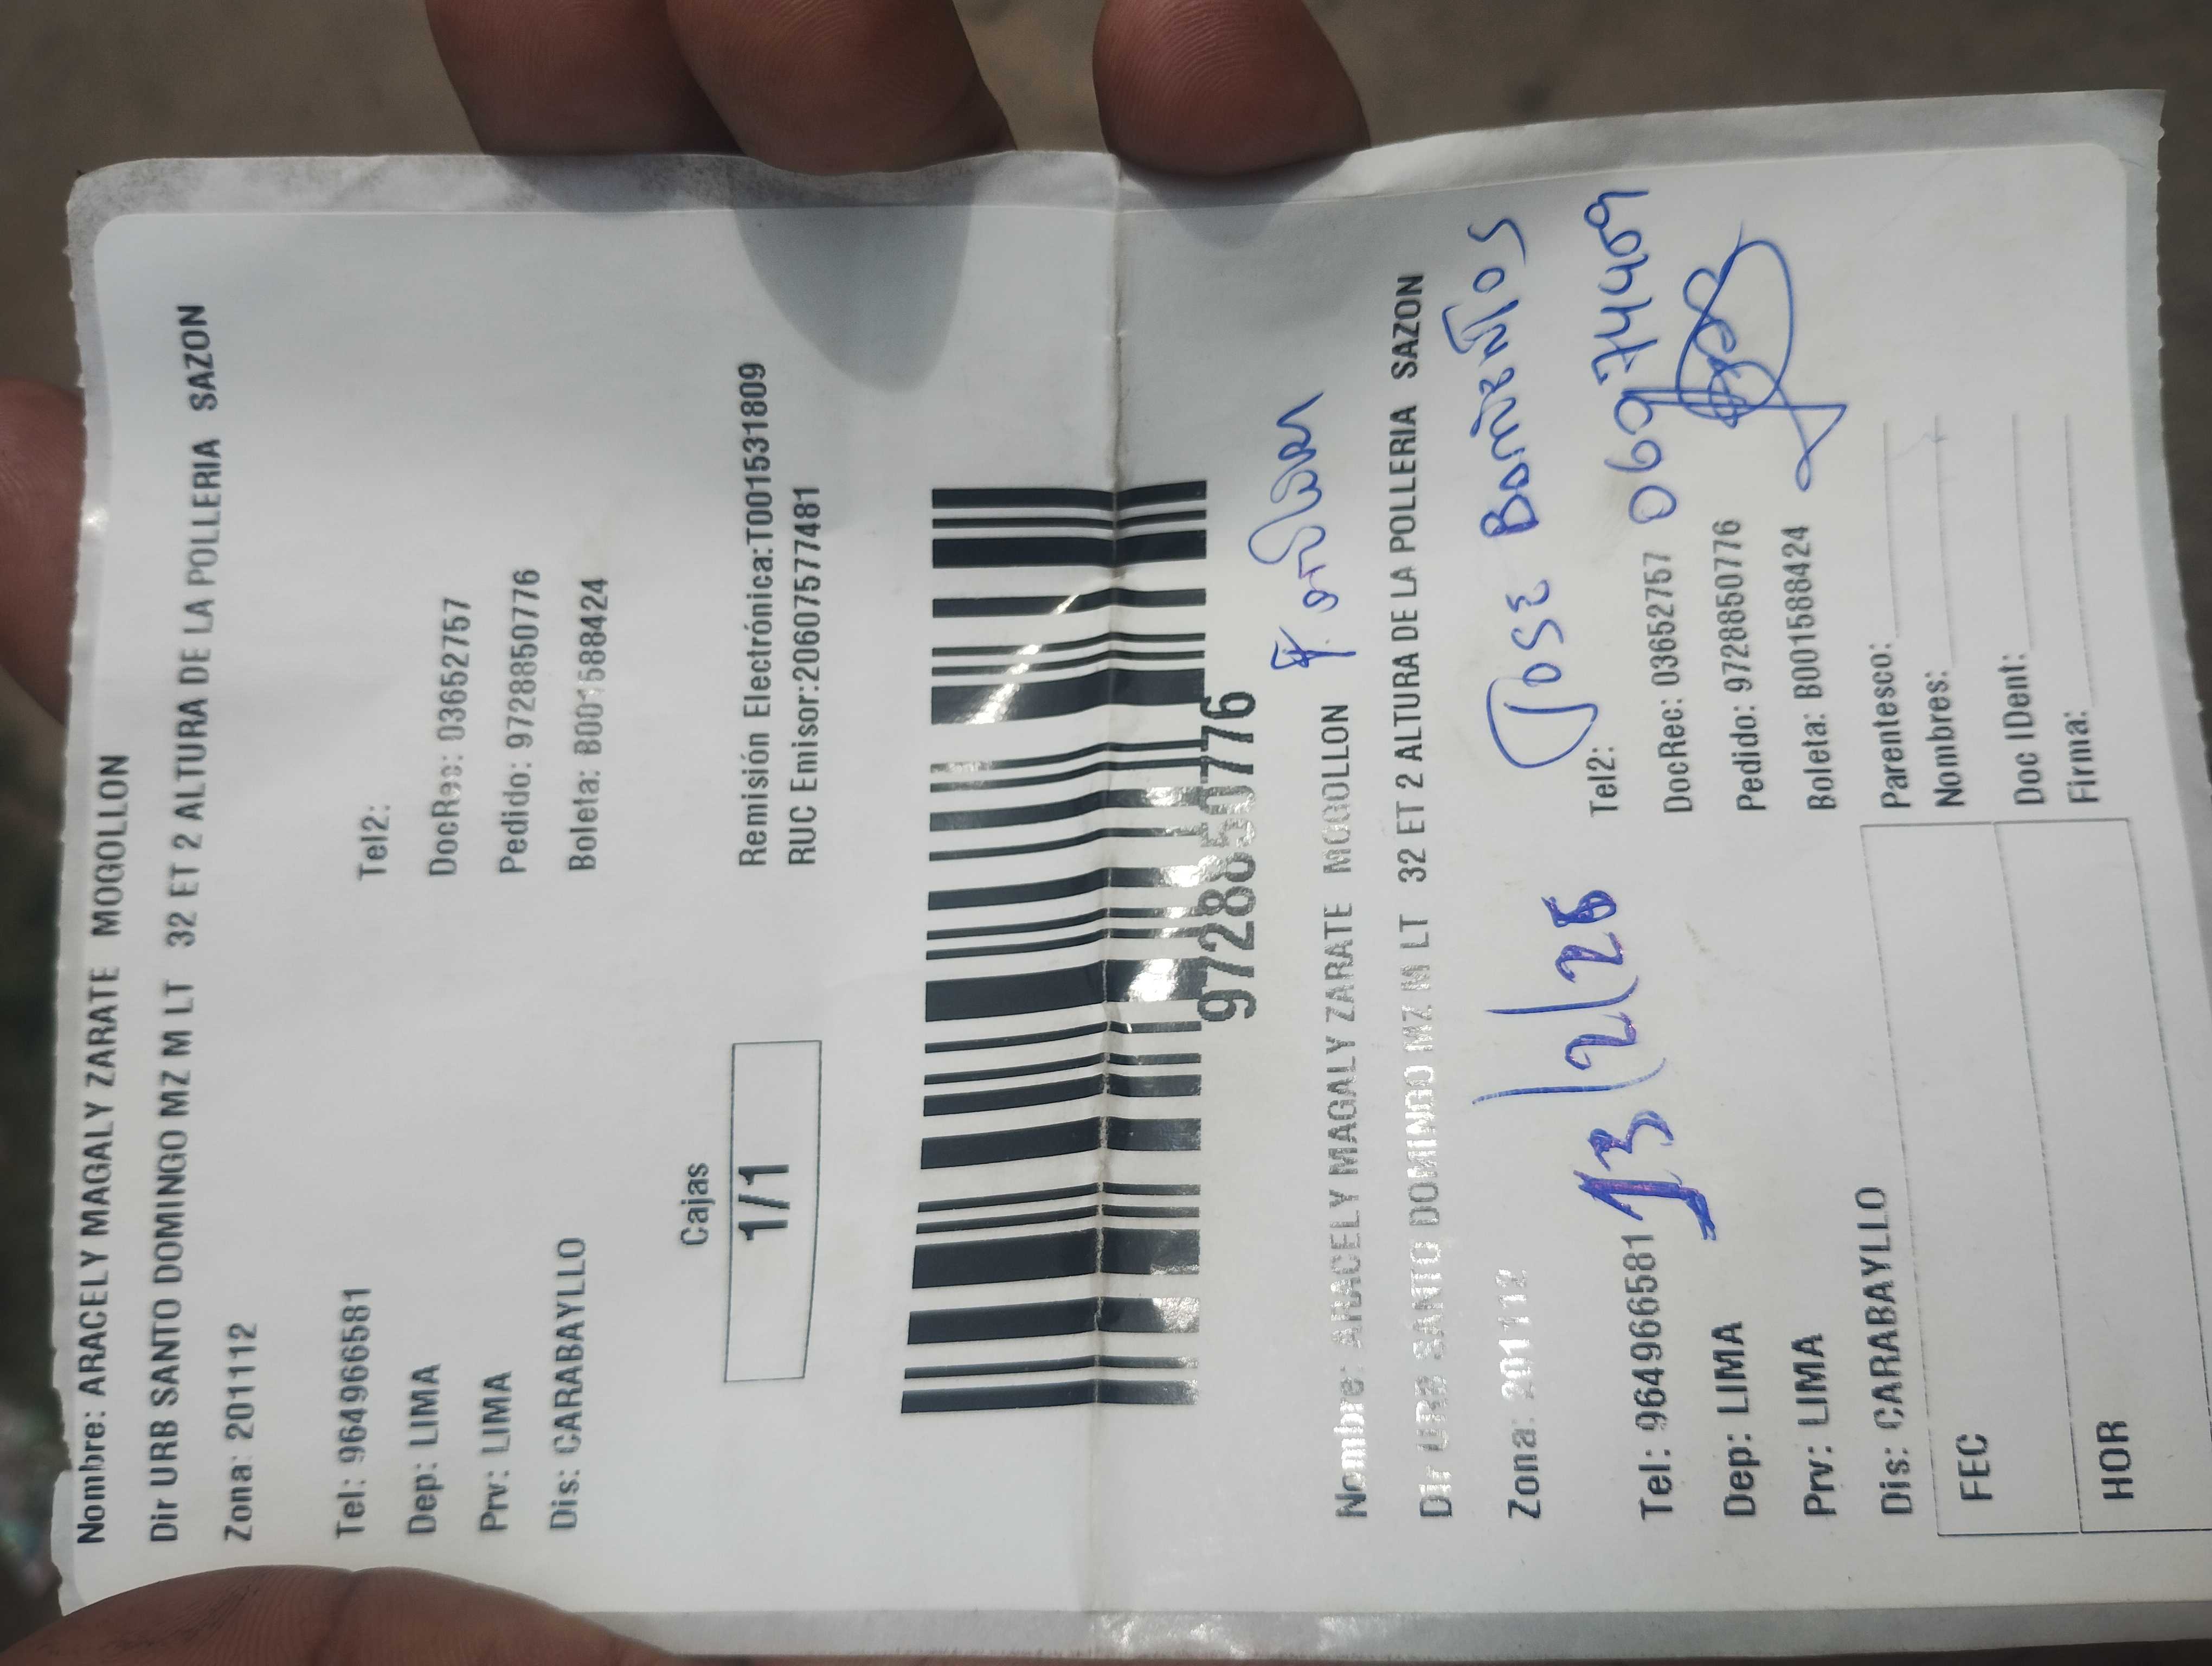 Nombre: ARACELY MAGALY ZARATE MOGOLLON
Dir URB SANTO DOMINGO MZ M LT 32 ET 2 ALTURA DE LA POLLERIA SAZON
Zona: 201112
Tel: 964966581
Tel2:
Dep: LIMA
DocRec: 03652757
Prv: LIMA
Pedido: 9728850776
Dis: CARABAYLLO
Boleta: B001588424
Cajas
1/1
Remisión Electrónica:T001531809
RUC Emisor:20607577481
9728850776
Nombre: ARACELY MAGALY ZARATE MOGOLLON
Dir URB SANTO DOMINGO MZ M LT 32 ET 2 ALTURA DE LA POLLERIA SAZON
Zona: 201112
JOSE
Tel: 964966581
13/2/26
Tel2:
Dep: LIMA
DocRec: 03652757
06974469
Prv: LIMA
Pedido: 9728850776
Dis: CARABAYLLO
Boleta: B001588424
FEC
Parentesco:
Nombres:
HOR
Doc IDent:
Firma: